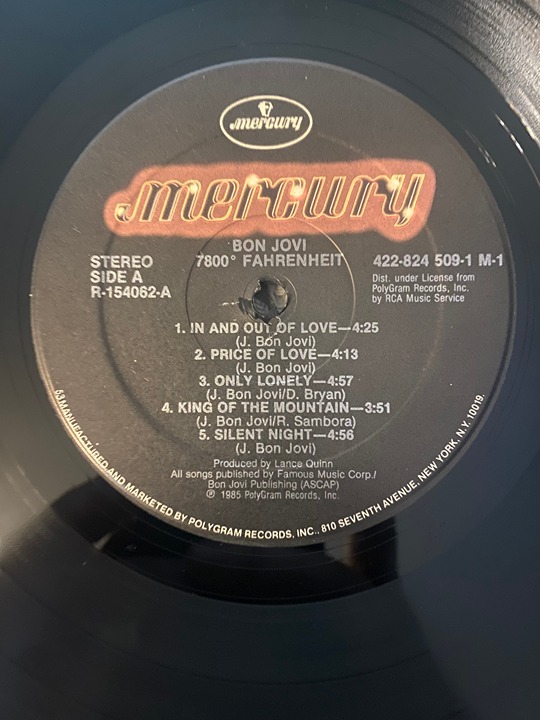 mercury
mercury
BON JOVI
7800° FAHRENHEIT
STEREO
SIDE A
R-154062-A
422-824 509-1 M-1
Dist. under License from
PolyGram Records, Inc.
by RCA Music Service
1. IN AND OUT OF LOVE—4:25
(J. Bon Jovi)
2. PRICE OF LOVE—4:13
(J. Bon Jovi)
3. ONLY LONELY—4:57
(J. Bon Jovi/D. Bryan)
4. KING OF THE MOUNTAIN—3:51
(J. Bon Jovi/R. Sambora)
5. SILENT NIGHT—4:56
(J. Bon Jovi)
Produced by Lance Quinn
All songs published by Famous Music Corp./
Bon Jovi Publishing (ASCAP)
℗ 1985 PolyGram Records, Inc.
53 MANUFACTURED AND MARKETED BY POLYGRAM RECORDS, INC., 810 SEVENTH AVENUE, NEW YORK, N.Y. 10019.